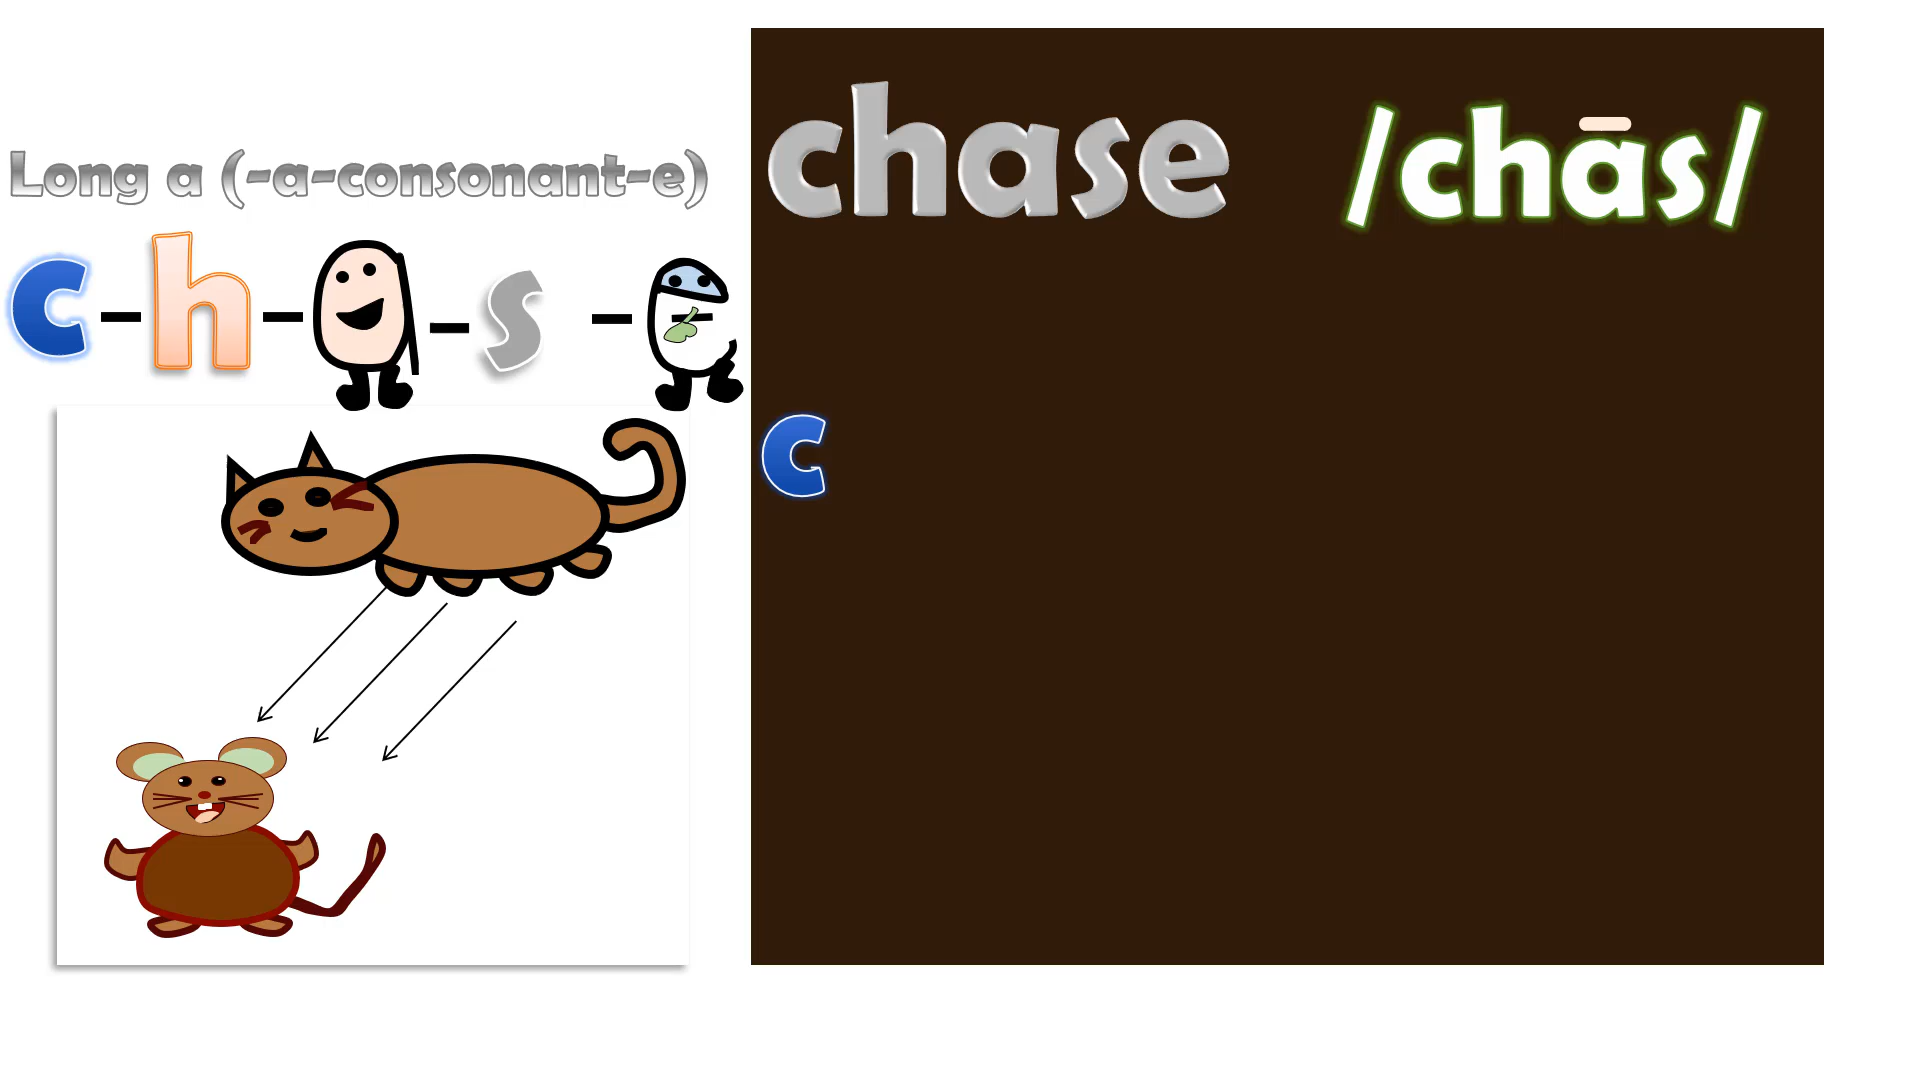 Long a (-a-consonant-e)
c-h-a-s -e
chase /chās/
c